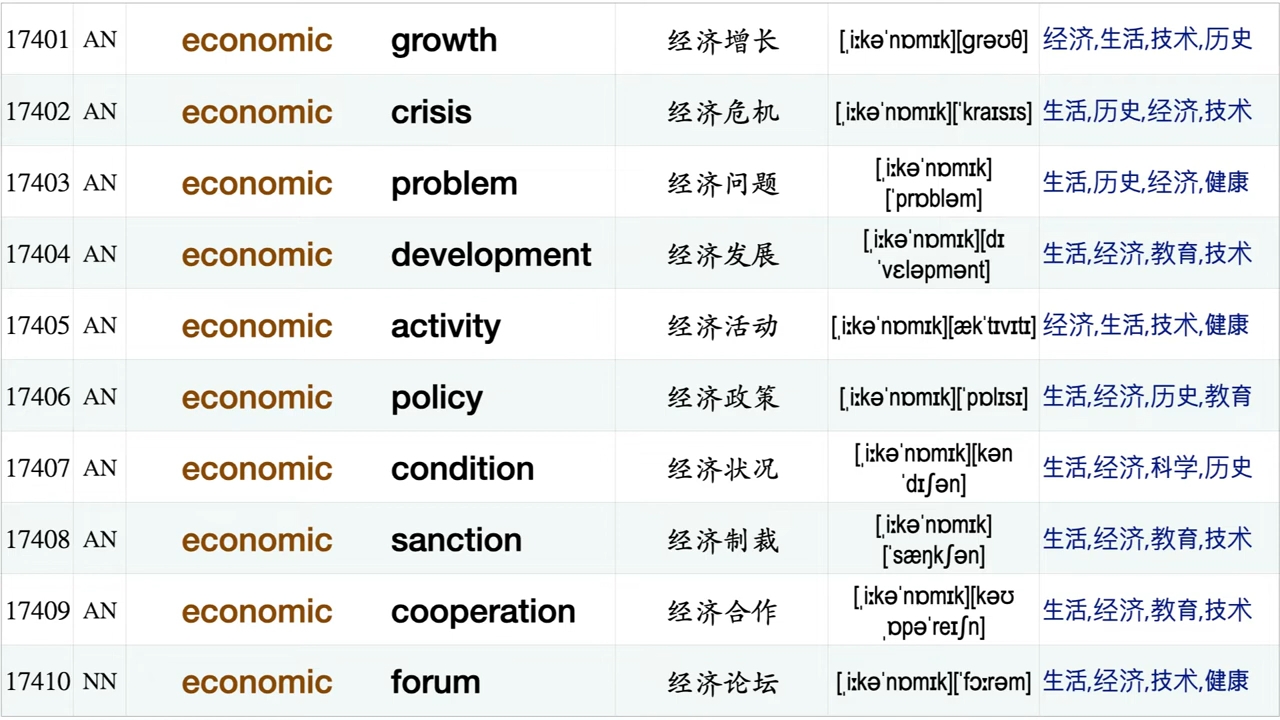 17401 AN economic growth 经济增长 [ˌiːkəˈnɒmɪk][ɡrəʊθ] 经济,生活,技术,历史
17402 AN economic crisis 经济危机 [ˌiːkəˈnɒmɪk][ˈkraɪsɪs] 生活,历史,经济,技术
17403 AN economic problem 经济问题 [ˌiːkəˈnɒmɪk]
[ˈprɒbləm] 生活,历史,经济,健康
17404 AN economic development 经济发展 [ˌiːkəˈnɒmɪk][dɪ
ˈvɛləpmənt] 生活,经济,教育,技术
17405 AN economic activity 经济活动 [ˌiːkəˈnɒmɪk][ækˈtɪvɪtɪ] 经济,生活,技术,健康
17406 AN economic policy 经济政策 [ˌiːkəˈnɒmɪk][ˈpɒlɪsɪ] 生活,经济,历史,教育
17407 AN economic condition 经济状况 [ˌiːkəˈnɒmɪk][kən
ˈdɪʃən] 生活,经济,科学,历史
17408 AN economic sanction 经济制裁 [ˌiːkəˈnɒmɪk]
[ˈsæŋkʃən] 生活,经济,教育,技术
17409 AN economic cooperation 经济合作 [ˌiːkəˈnɒmɪk][kəʊ
ˌɒpəˈreɪʃn] 生活,经济,教育,技术
17410 NN economic forum 经济论坛 [ˌiːkəˈnɒmɪk][ˈfɔːrəm] 生活,经济,技术,健康